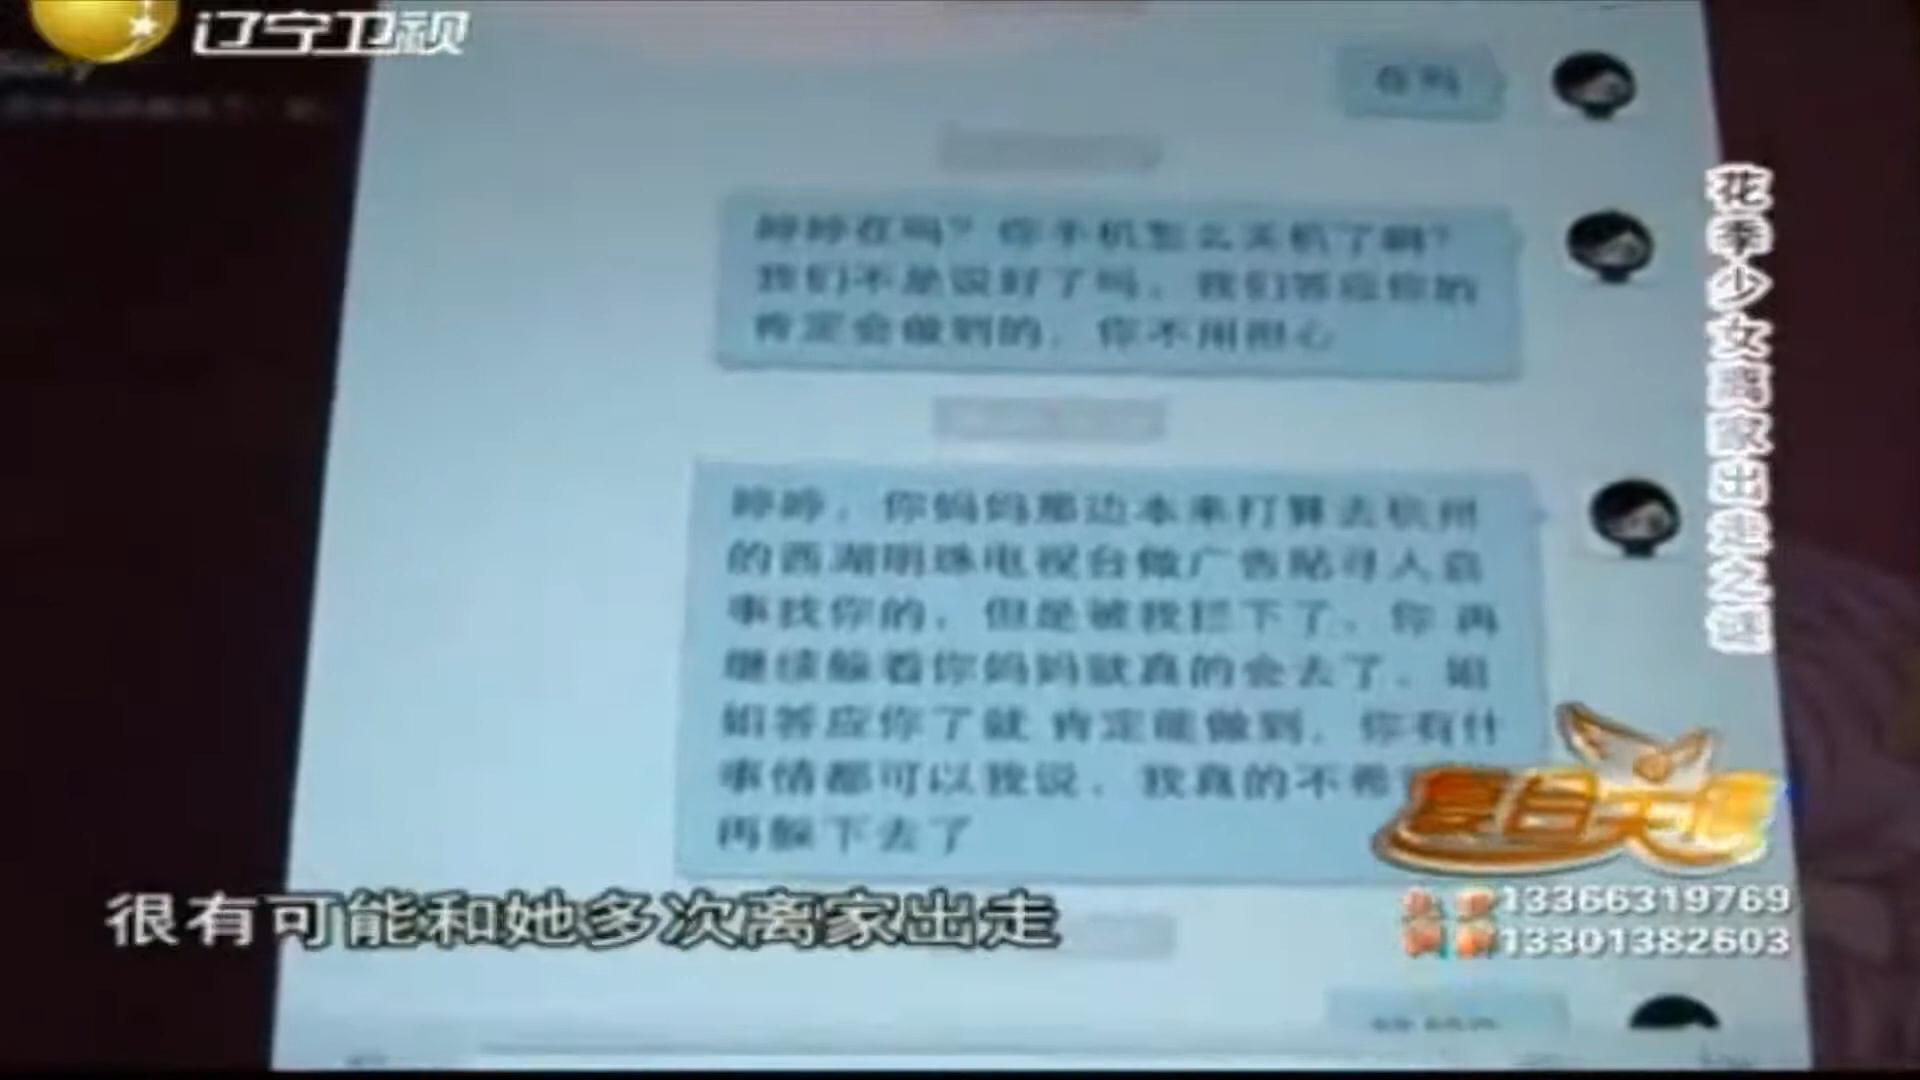 辽宁卫视
在吗
婷婷在吗？你手机怎么关机了啊？
我们不是说好了吗，我们答应你的
肯定会做到的，你不用担心
婷婷，你妈妈那边本来打算去杭州
的西湖明珠电视台做广告贴寻人启
事找你的，但是被我拦下了，你 再
继续躲着你妈妈就真的会去了，姐
姐答应你了就 肯定能做到，你有什
事情都可以我说，我真的不希
再躲下去了
花季少女离家出走之谜
很有可能和她多次离家出走
13366319769
13301382603